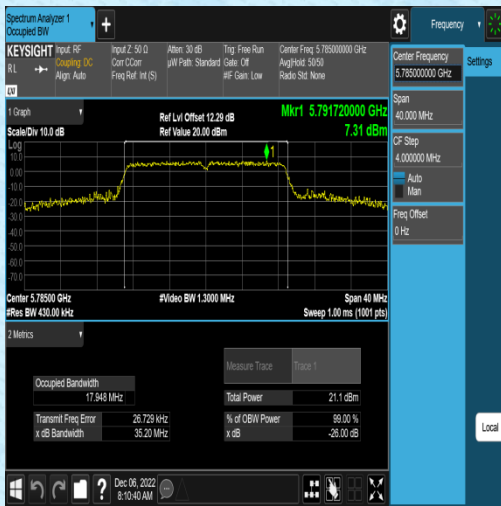 Spectrum Analyzer 1
Occupied BW
Frequency
KEYSIGHT
RL
Input: RF
Coupling: DC
Align: Auto
Input Z: 50 Ω
Corr CCorr
Freq Ref: Int (S)
Atten: 30 dB
µW Path: Standard
Trig: Free Run
Gate: Off
#IF Gain: Low
Center Freq: 5.785000000 GHz
Avg|Hold: 50/50
Radio Std: None
LXI
Center Frequency
5.785000000 GHz
Settings
Span
40.000 MHz
CF Step
4.000000 MHz
Auto
Man
Freq Offset
0 Hz
Local
1 Graph
Scale/Div 10.0 dB
Ref Lvl Offset 12.29 dB
Ref Value 20.00 dBm
Mkr1 5.791720000 GHz
7.31 dBm
Log
10.0
0.00
-10.0
-20.0
-30.0
-40.0
-50.0
-60.0
-70.0
1
Center 5.78500 GHz
#Video BW 1.3000 MHz
Span 40 MHz
#Res BW 430.00 kHz
Sweep 1.00 ms (1001 pts)
2 Metrics
Measure Trace
Trace 1
Occupied Bandwidth
17.948 MHz
Total Power
21.1 dBm
Transmit Freq Error
26.729 kHz
% of OBW Power
99.00 %
x dB Bandwidth
35.20 MHz
x dB
-26.00 dB
?
Dec 06, 2022
8:10:40 AM